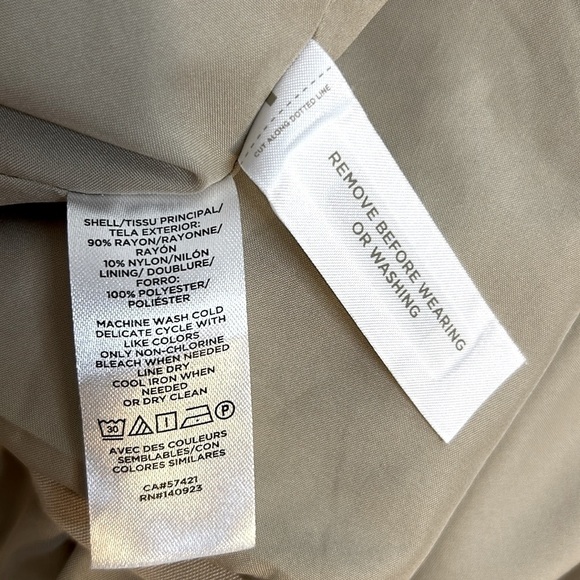 SHELL/TISSU PRINCIPAL/
TELA EXTERIOR:
90% RAYON/RAYONNE/
RAYÓN
10% NYLON/NILÓN
LINING/ DOUBLURE/
FORRO:
100% POLYESTER/
POLIÉSTER
MACHINE WASH COLD
DELICATE CYCLE WITH
LIKE COLORS
ONLY NON-CHLORINE
BLEACH WHEN NEEDED
LINE DRY
COOL IRON WHEN
NEEDED
OR DRY CLEAN
30 P
AVEC DES COULEURS
SEMBLABLES/CON
COLORES SIMILARES
CA#57421
RN#140923
CUT ALONG DOTTED LINE
REMOVE BEFORE WEARING
OR WASHING